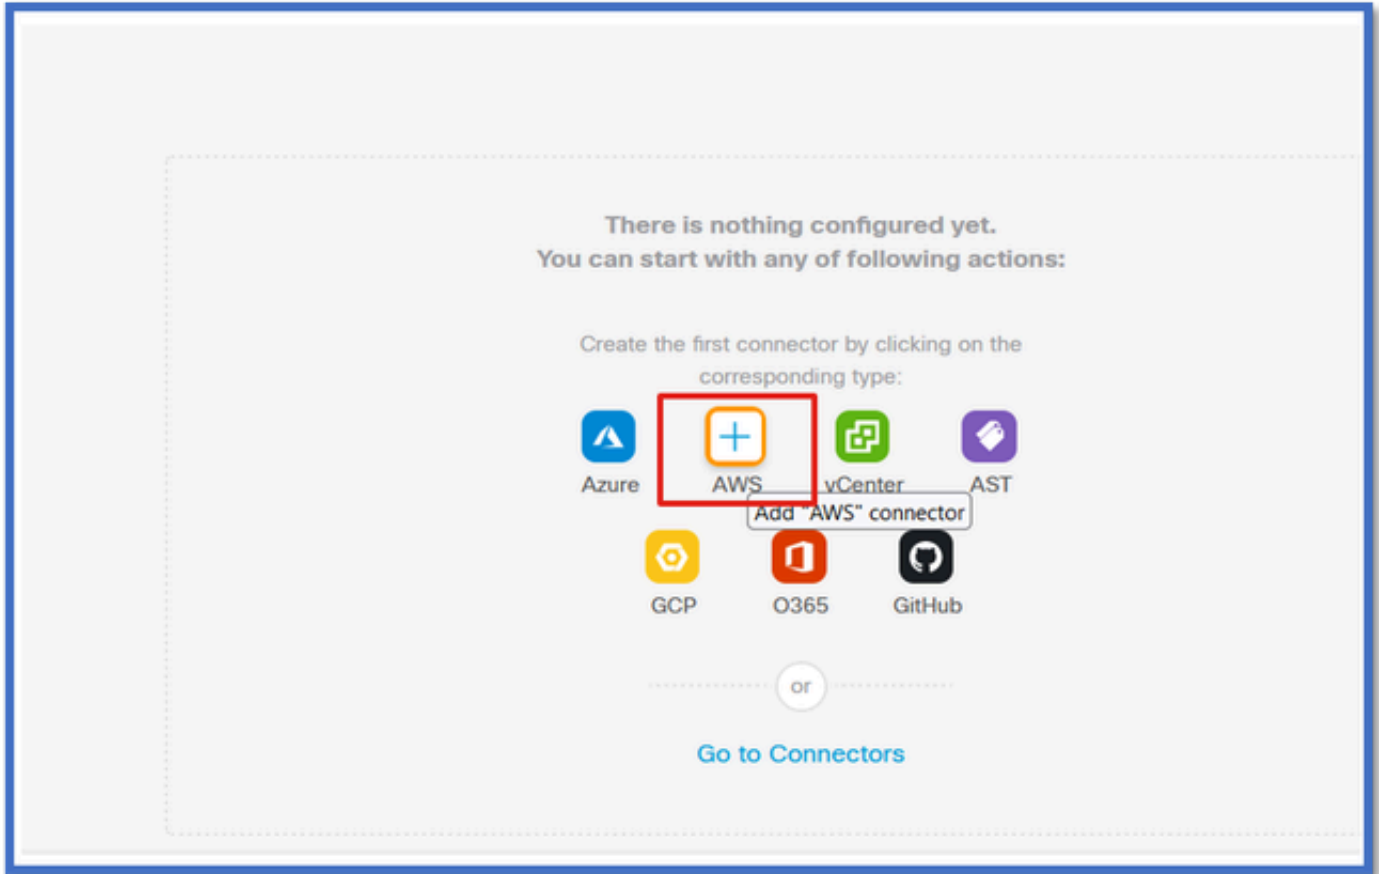 There is nothing configured yet.
You can start with any of following actions:
Create the first connector by clicking on the
corresponding type:
Azure AWS vCenter AST
Add "AWS" connector
GCP O365 GitHub
or
Go to Connectors